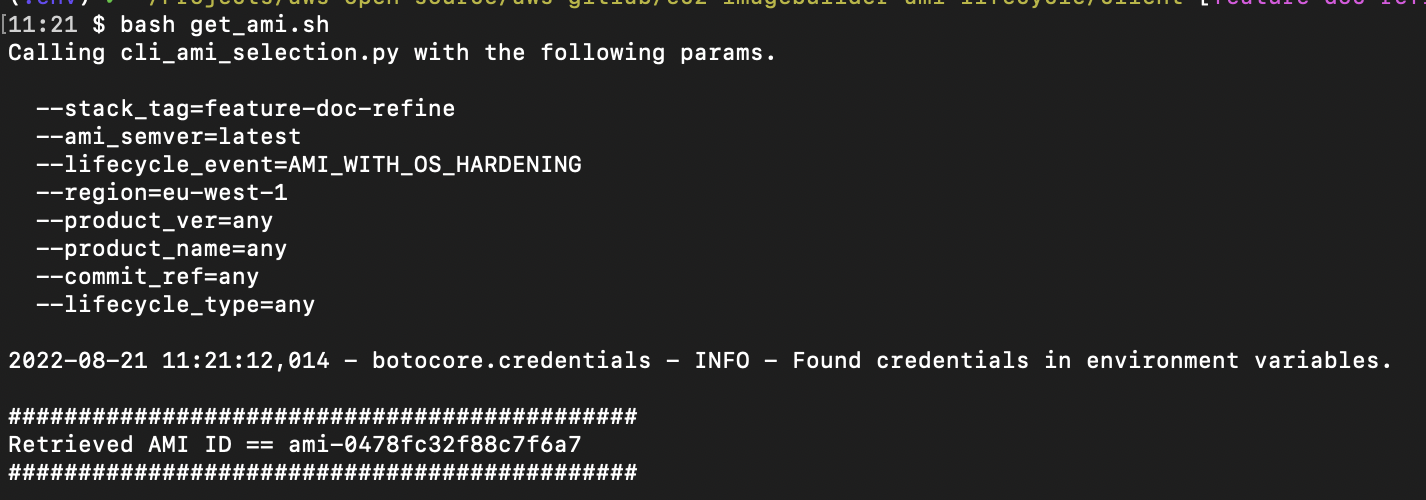 [11:21 $ bash get_ami.sh
Calling cli_ami_selection.py with the following params.
--stack_tag=feature-doc-refine
--ami_semver=latest
--lifecycle_event=AMI_WITH_OS_HARDENING
--region=eu-west-1
--product_ver=any
--product_name=any
--commit_ref=any
--lifecycle_type=any
2022-08-21 11:21:12,014 - botocore.credentials - INFO - Found credentials in environment variables.
#############################################
Retrieved AMI ID == ami-0478fc32f88c7f6a7
#############################################